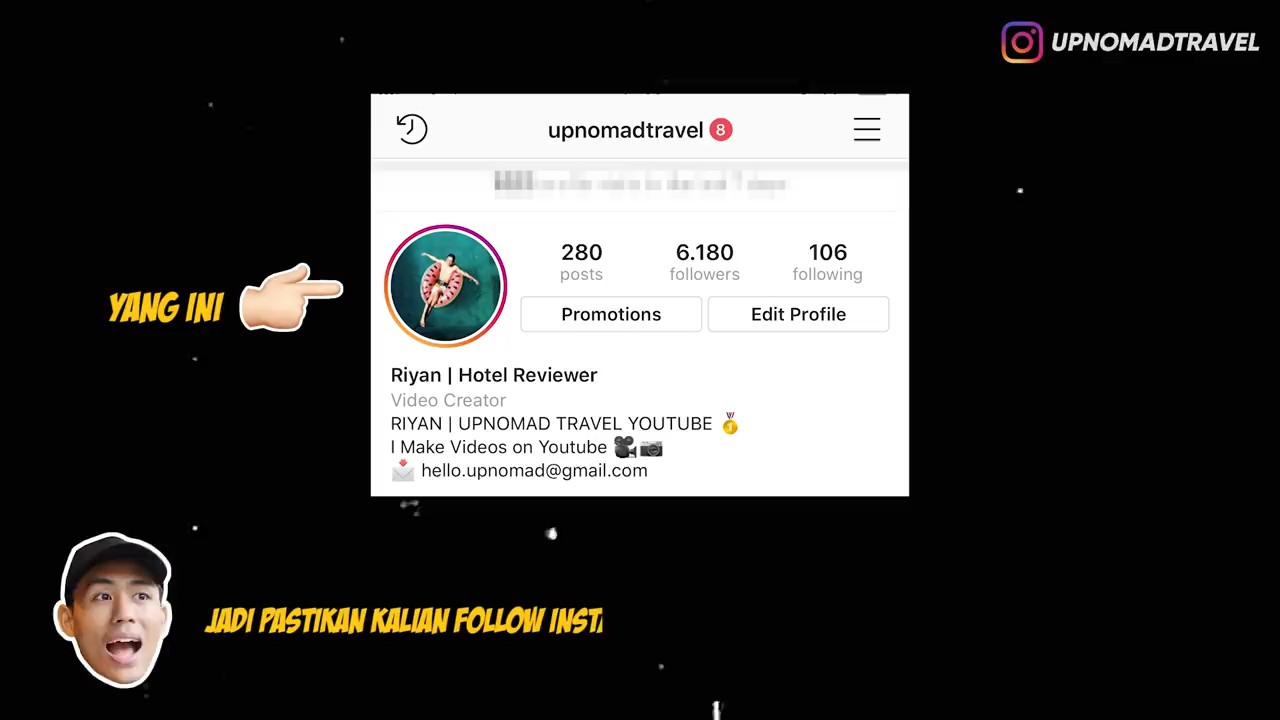 UPNOMADTRAVEL
upnomadtravel 8
280 6.180 106
posts followers following
YANG INI
Promotions Edit Profile
Riyan | Hotel Reviewer
Video Creator
RIYAN | UPNOMAD TRAVEL YOUTUBE
I Make Videos on Youtube
hello.upnomad@gmail.com
JADI PASTIKAN KALIAN FOLLOW INSTA